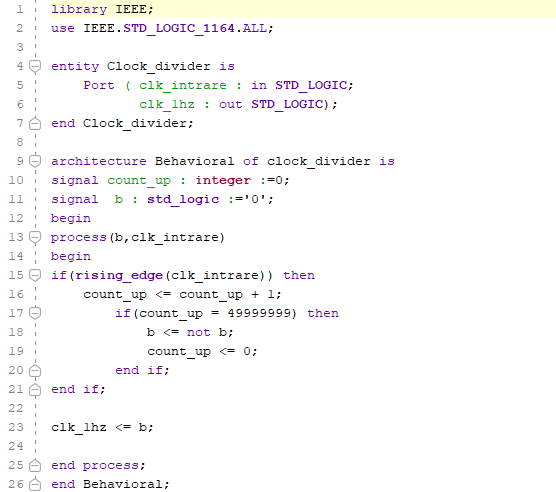 1 library IEEE;
2 use IEEE.STD_LOGIC_1164.ALL;
3
4 entity Clock_divider is
5     Port ( clk_intrare : in STD_LOGIC;
6            clk_1hz : out STD_LOGIC);
7 end Clock_divider;
8
9 architecture Behavioral of clock_divider is
10 signal count_up : integer :=0;
11 signal  b : std_logic :='0';
12 begin
13 process(b,clk_intrare)
14 begin
15 if(rising_edge(clk_intrare)) then
16     count_up <= count_up + 1;
17         if(count_up = 49999999) then
18             b <= not b;
19             count_up <= 0;
20         end if;
21 end if;
22
23 clk_1hz <= b;
24
25 end process;
26 end Behavioral;